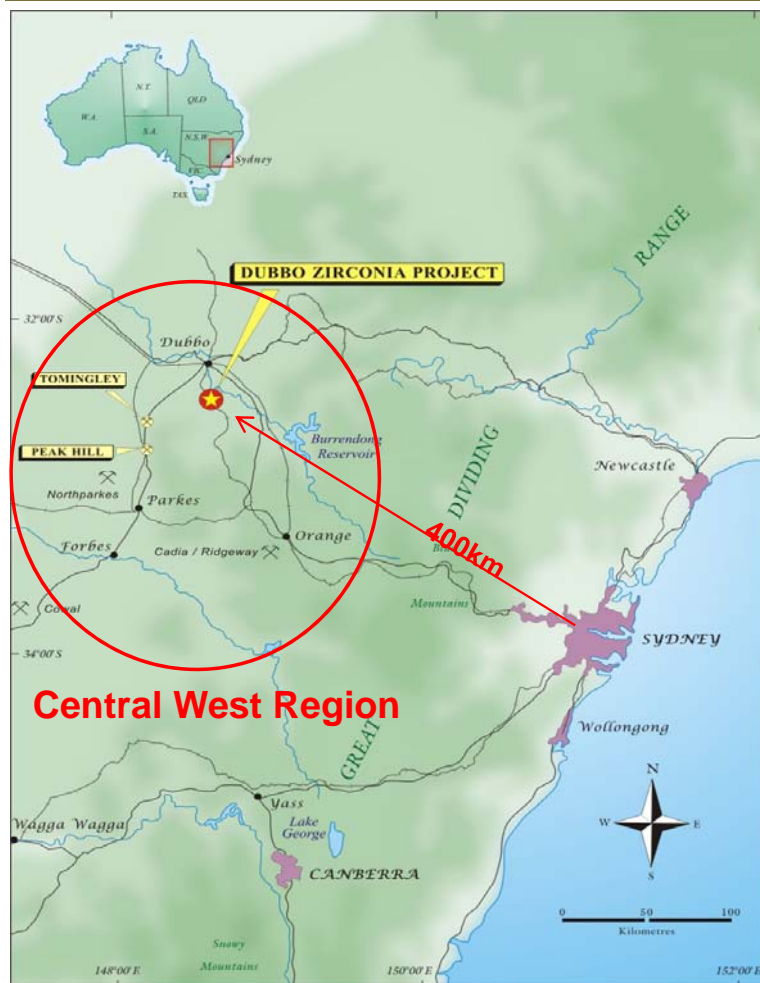 N.T.
QLD
W.A.
S.A.
N.S.W.
Sydney
VIC.
TAS.
RANGE
DUBBO ZIRCONIA PROJECT
32°00' S
Dubbo
TOMINGLEY
PEAK HILL
Burrendong
Reservoir
DIVIDING
Newcastle
Northparkes
Parkes
Orange
400km
Forbes
Cadia / Ridgeway
Mountains
Cowal
SYDNEY
34°00' S
Central West Region
Wollongong
GREAT
N
Yass
Wagga Wagga
Lake
George
W
E
CANBERRA
S
0 50 100
Kilometres
Snowy
Mountains
148°00' E
150°00' E
152°00' E